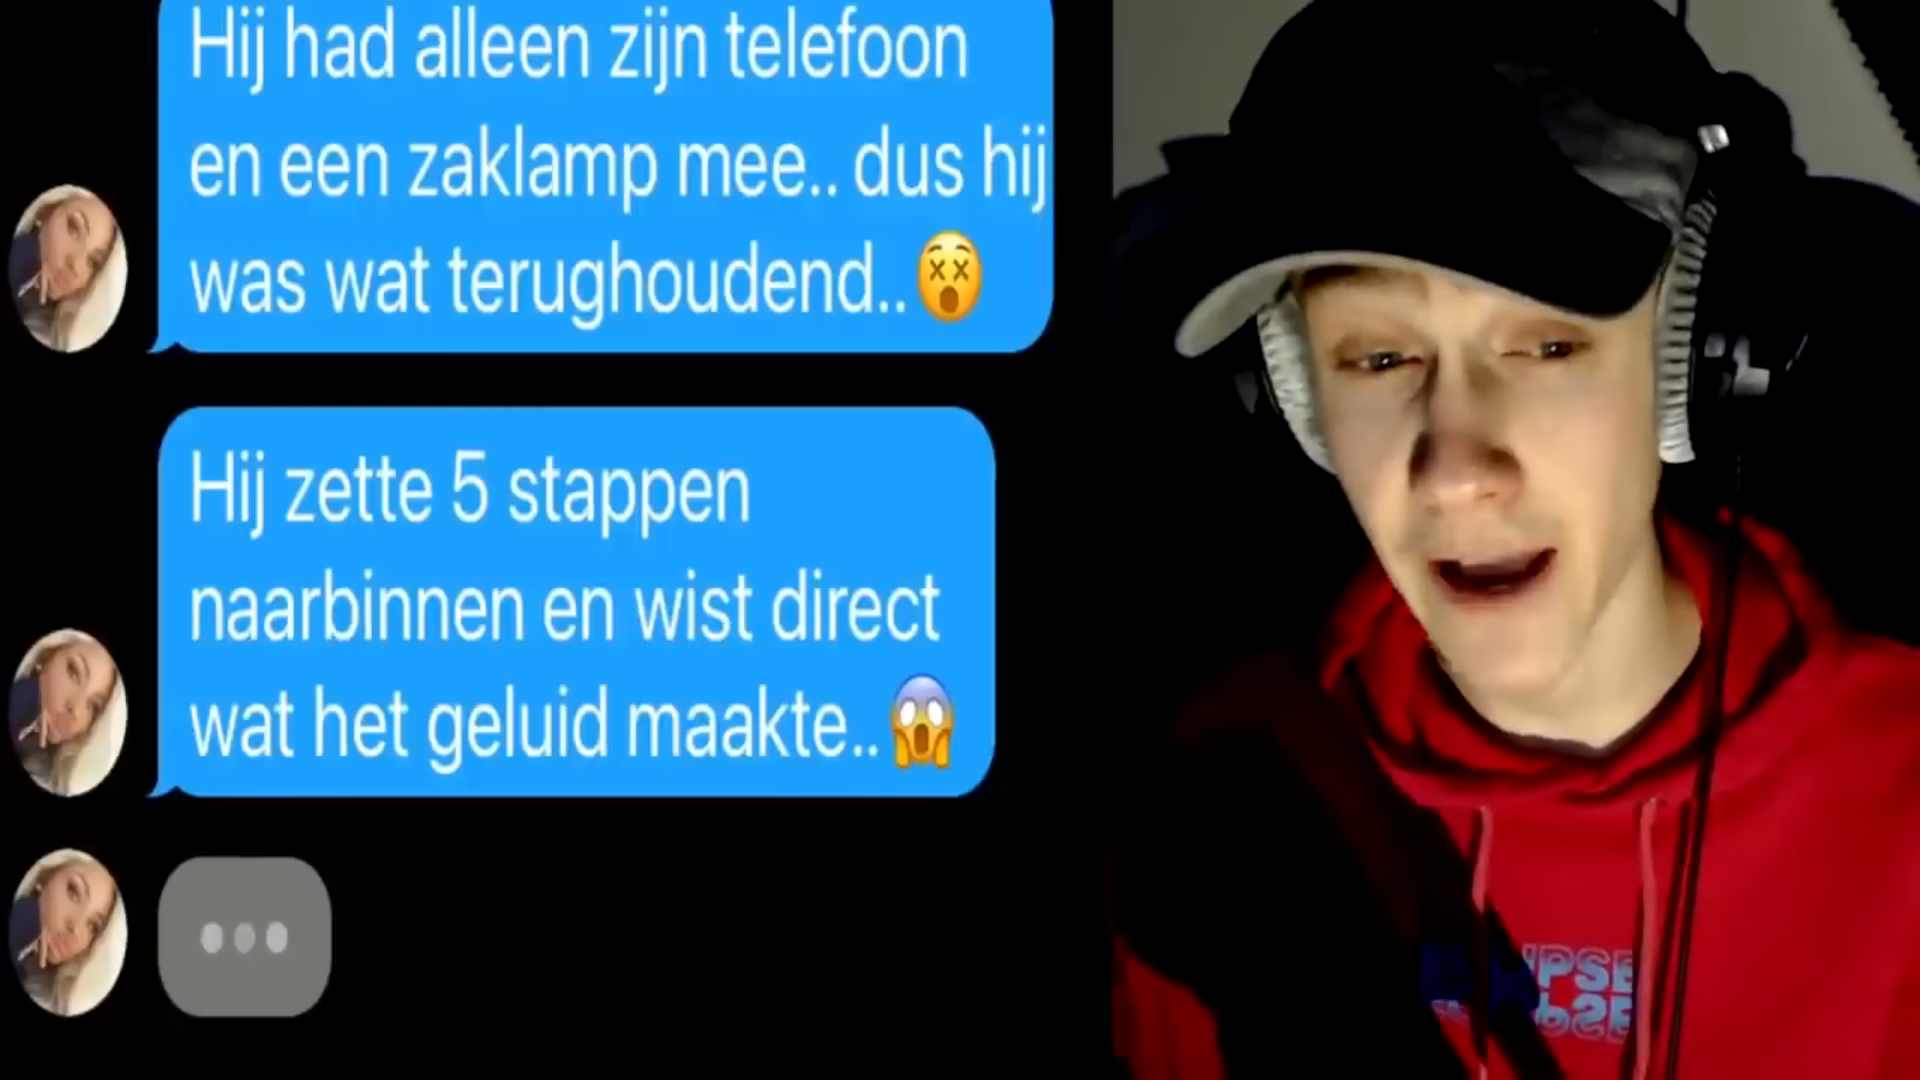 Hij had alleen zijn telefoon
en een zaklamp mee.. dus hij
was wat terughoudend..😵
Hij zette 5 stappen
naarbinnen en wist direct
wat het geluid maakte..😱